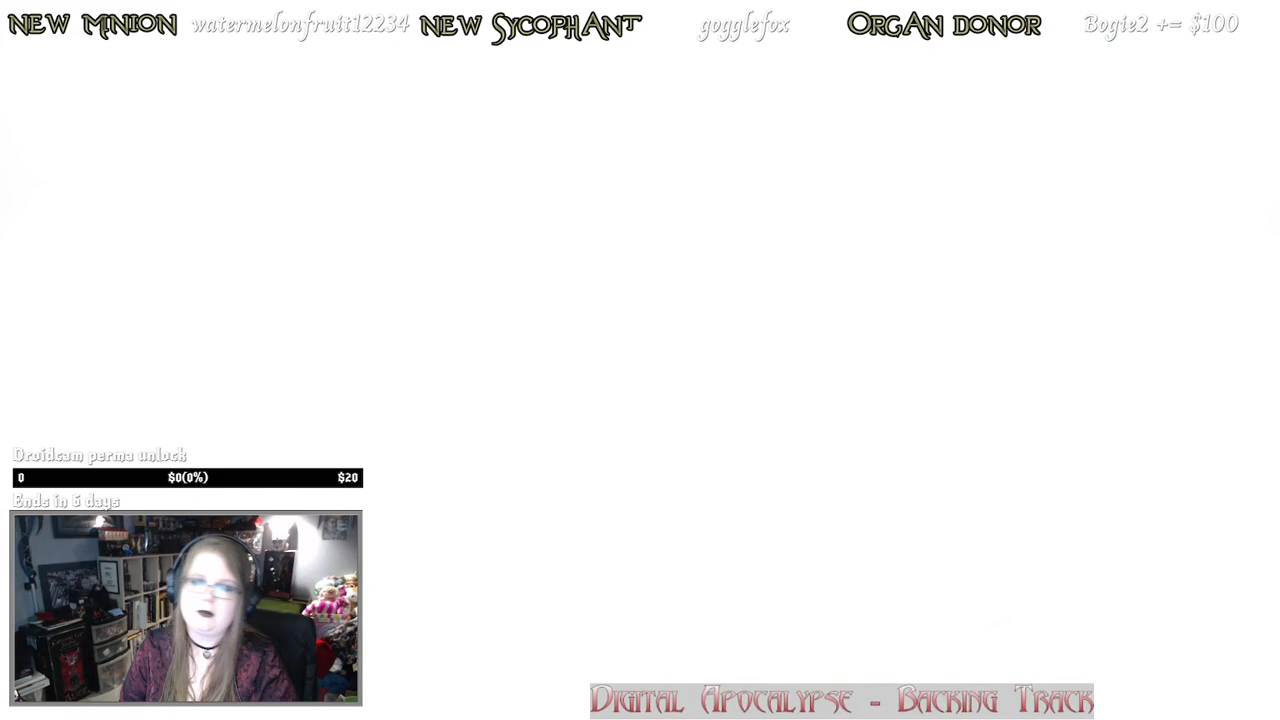 NEW MINION watermelonfruit12234 NEW SYCOPHANT gogglefox ORGAN DONOR Bogie2 += $100
Droidcam perma unlock
0 $0(0%) $20
Ends in 6 days
Digital Apocalypse - Backing Track